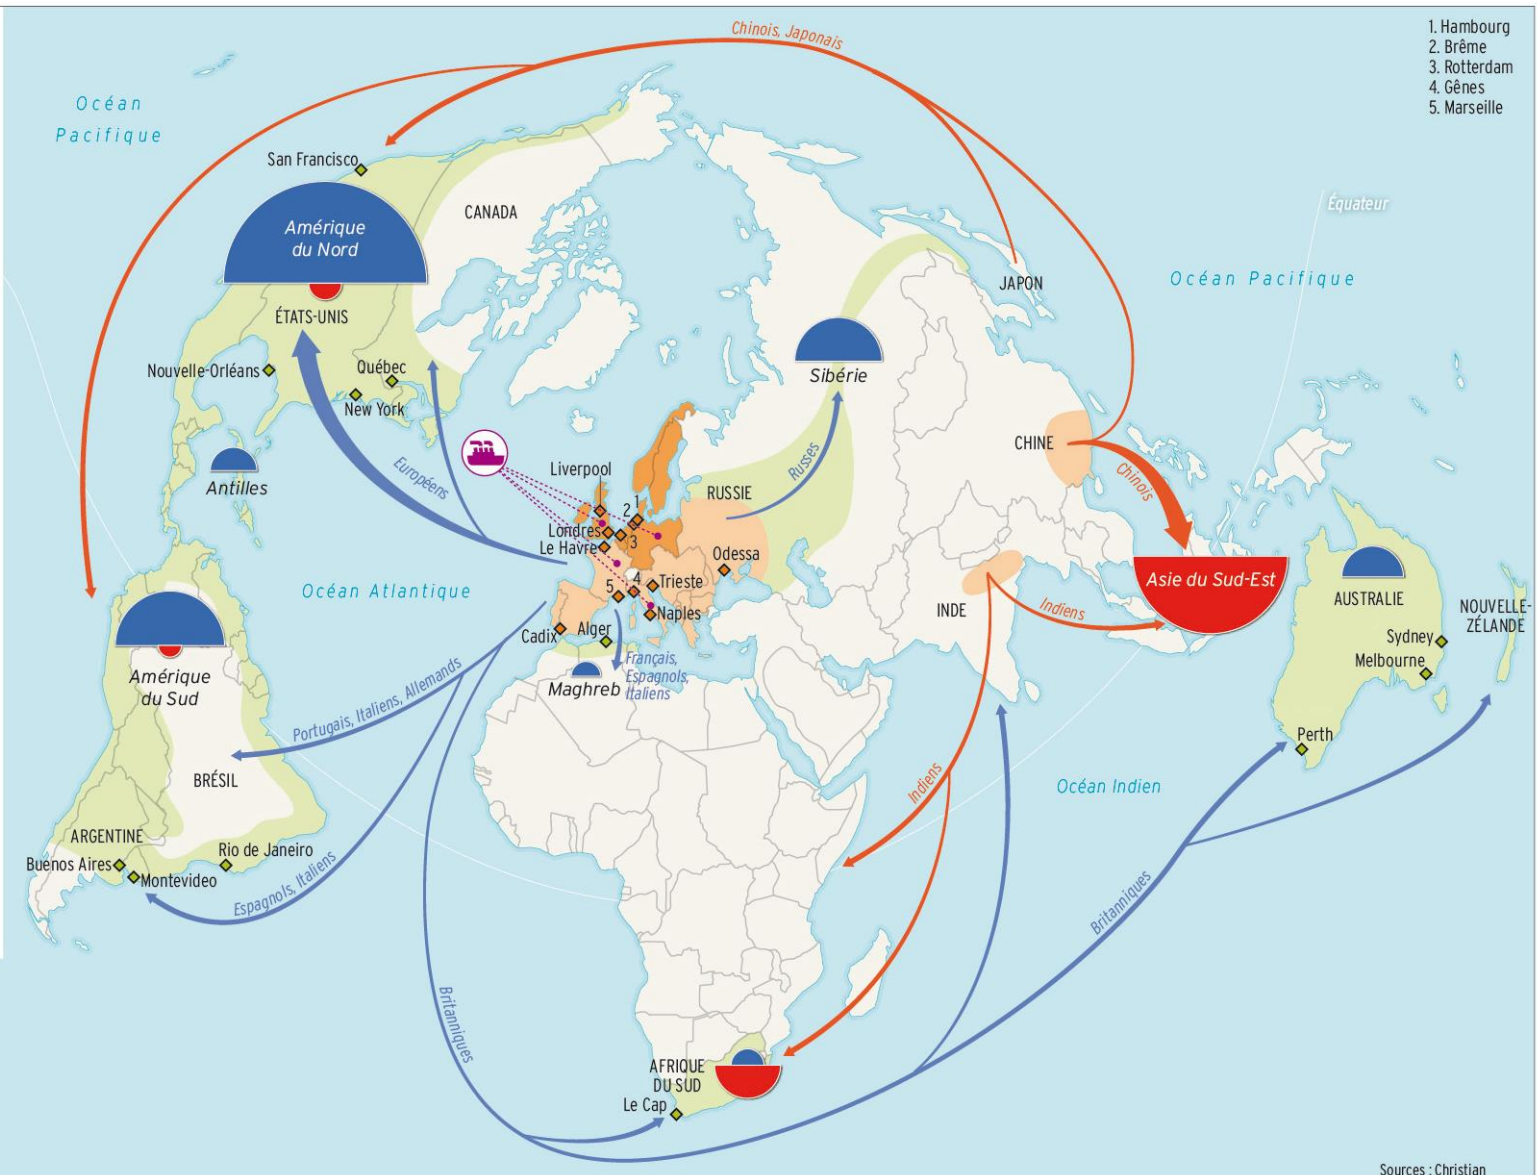 Chinois, Japonais
1. Hambourg
2. Brême
3. Rotterdam
4. Gênes
5. Marseille
Océan
Pacifique
San Francisco
Équateur
CANADA
Amérique
du Nord
Océan Pacifique
JAPON
ÉTATS-UNIS
Nouvelle-Orléans
Québec
New York
Sibérie
Antilles
Européens
Liverpool
RUSSIE
Russes
CHINE
Chinois
1
2
Londres
3
Le Havre
Odessa
4
5
Trieste
Naples
Cadix
Alger
Maghreb
Français,
Espagnols,
Italiens
Océan Atlantique
INDE
Indiens
Asie du Sud-Est
AUSTRALIE
NOUVELLE-
ZÉLANDE
Sydney
Melbourne
Perth
Amérique
du Sud
Portugais, Italiens, Allemands
BRÉSIL
Indiens
Océan Indien
ARGENTINE
Buenos Aires
Rio de Janeiro
Montevideo
Espagnols, Italiens
Britanniques
Britanniques
AFRIQUE
DU SUD
Le Cap
Sources : Christian